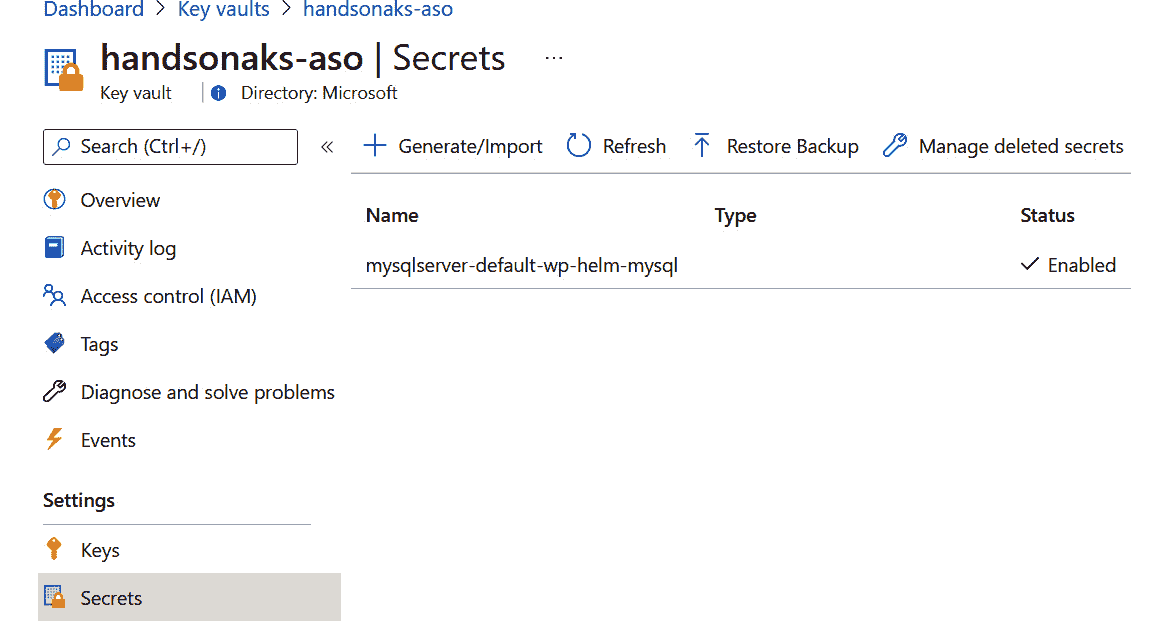 Dashboard > Key vaults > handsonaks-aso
handsonaks-aso | Secrets ...
Key vault | Directory: Microsoft
Search (Ctrl+/) « Generate/Import Refresh Restore Backup Manage deleted secrets
Overview
Activity log
Access control (IAM)
Tags
Diagnose and solve problems
Events
Settings
Keys
Secrets
Name Type Status
mysqlserver-default-wp-helm-mysql Enabled